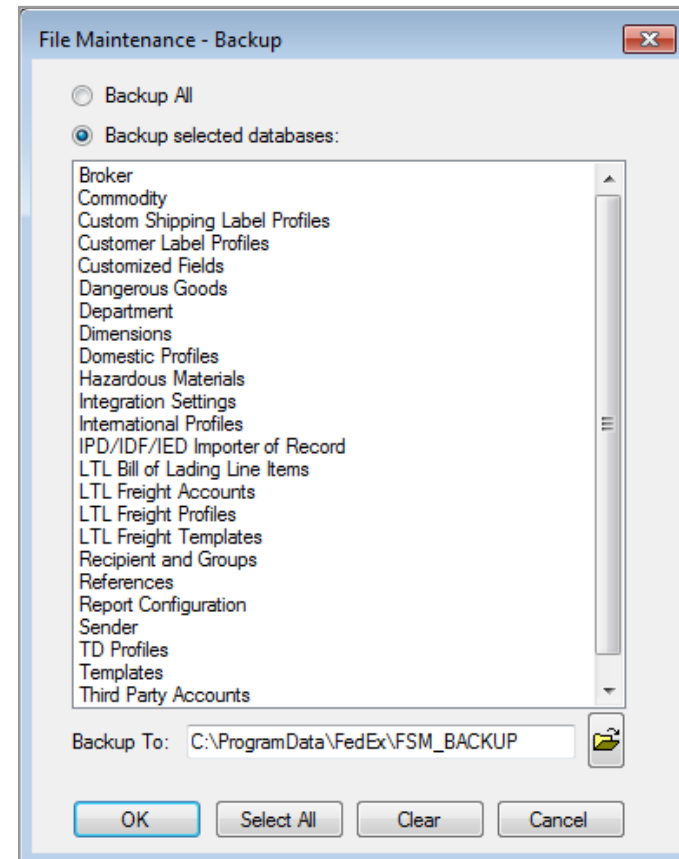 File Maintenance - Backup
Backup All
Backup selected databases:
Broker
Commodity
Custom Shipping Label Profiles
Customer Label Profiles
Customized Fields
Dangerous Goods
Department
Dimensions
Domestic Profiles
Hazardous Materials
Integration Settings
International Profiles
IPD/IDF/IED Importer of Record
LTL Bill of Lading Line Items
LTL Freight Accounts
LTL Freight Profiles
LTL Freight Templates
Recipient and Groups
References
Report Configuration
Sender
TD Profiles
Templates
Third Party Accounts
Backup To: C:\ProgramData\FedEx\FSM_BACKUP
OK Select All Clear Cancel